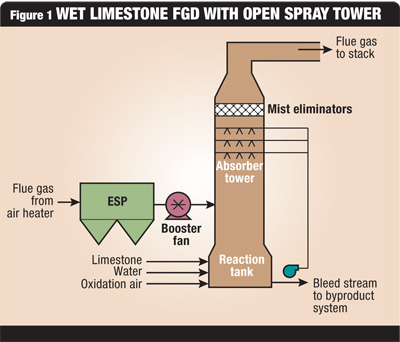 Figure 1 WET LIMESTONE FGD WITH OPEN SPRAY TOWER
Flue gas
to stack
Mist eliminators
Absorber
tower
Flue gas
from
air heater
ESP
Booster
fan
Limestone
Water
Oxidation air
Reaction
tank
Bleed stream
to byproduct
system